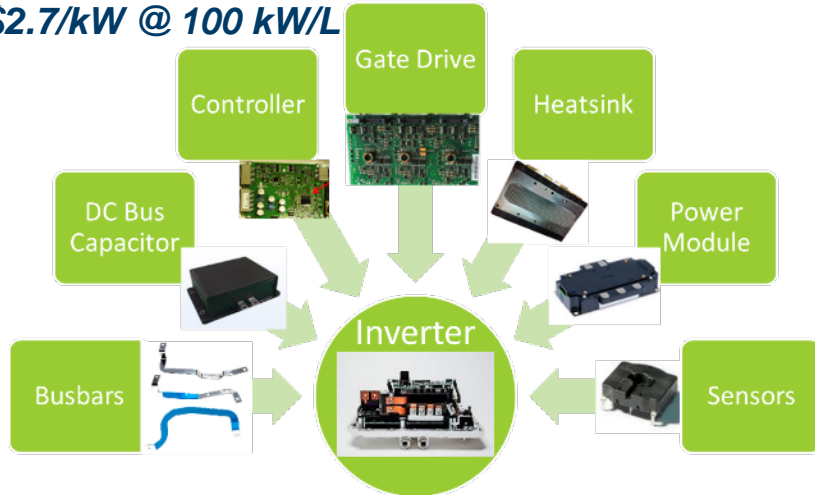 $2.7/kW @ 100 kW/L
Gate Drive
Controller
Heatsink
DC Bus
Capacitor
Power
Module
Inverter
Busbars
Sensors